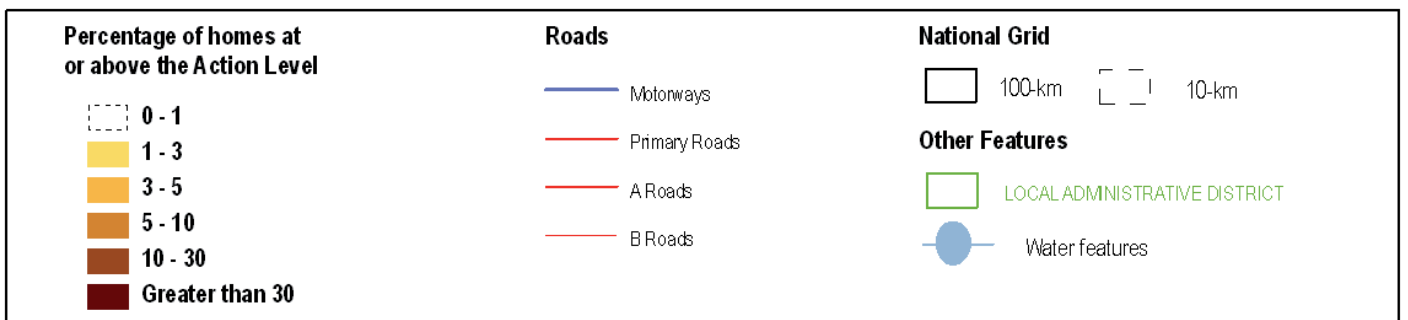 Percentage of homes at
or above the Action Level
0 - 1
1 - 3
3 - 5
5 - 10
10 - 30
Greater than 30
Roads
Motorways
Primary Roads
A Roads
B Roads
National Grid
100-km 10-km
Other Features
LOCAL ADMINISTRATIVE DISTRICT
Water features